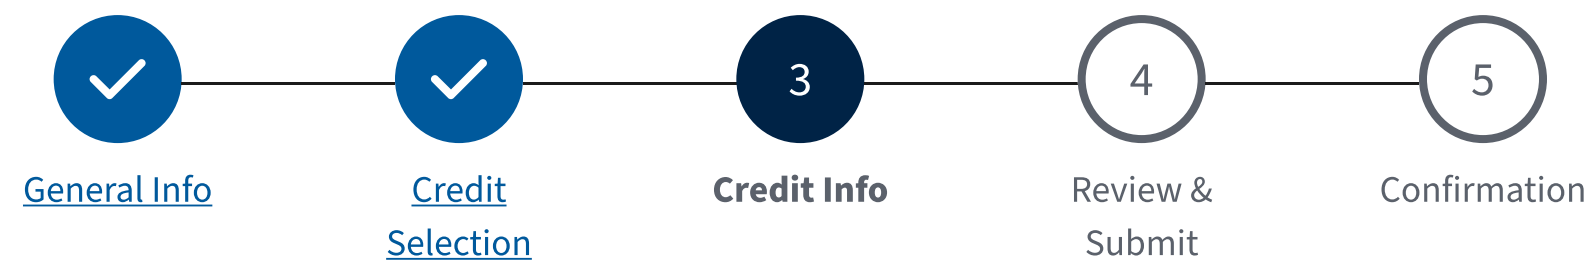 3
4
5
General Info
Credit
Selection
Credit Info
Review &
Submit
Confirmation